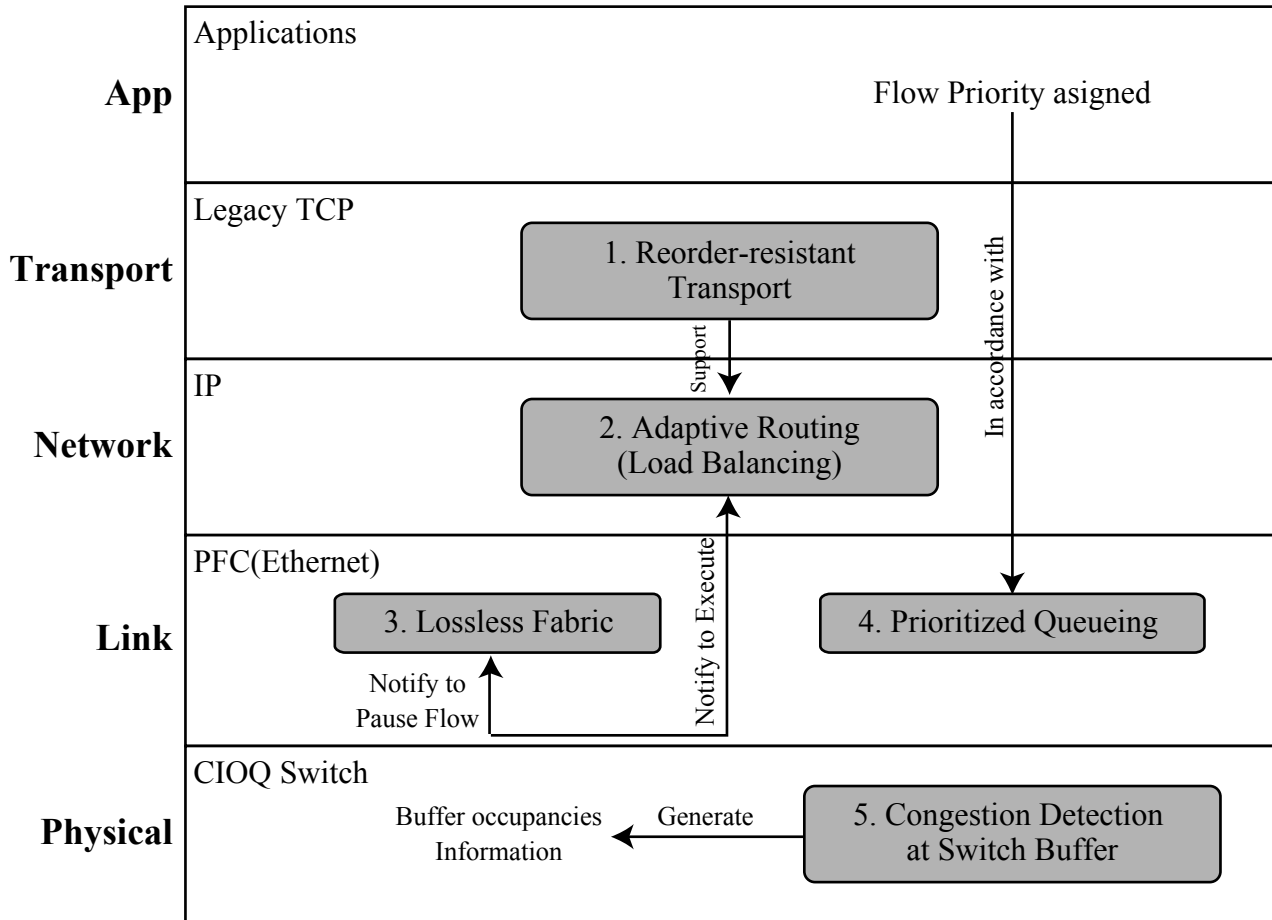 Applications
App
Flow Priority asigned
Legacy TCP
Transport
1. Reorder-resistant
Transport
Support
In accordance with
IP
Network
2. Adaptive Routing
(Load Balancing)
PFC(Ethernet)
Link
3. Lossless Fabric
Notify to Execute
4. Prioritized Queueing
Notify to
Pause Flow
CIOQ Switch
Physical
Buffer occupancies
Information
Generate
5. Congestion Detection
at Switch Buffer